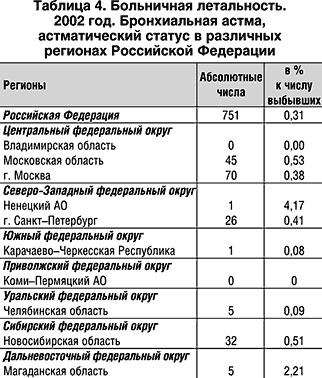 Таблица 4. Больничная летальность.
2002 год. Бронхиальная астма,
астматический статус в различных
регионах Российской Федерации
Регионы Абсолютные числа в % к числу выбывших
Российская Федерация 751 0,31
Центральный федеральный округ
Владимирская область 0 0,00
Московская область 45 0,53
г. Москва 70 0,38
Северо-Западный федеральный округ
Ненецкий АО 1 4,17
г. Санкт–Петербург 26 0,41
Южный федеральный округ
Карачаево–Черкесская Республика 1 0,08
Приволжский федеральный округ
Коми–Пермяцкий АО 0 0
Уральский федеральный округ
Челябинская область 5 0,09
Сибирский федеральный округ
Новосибирская область 32 0,51
Дальневосточный федеральный округ
Магаданская область 5 2,21